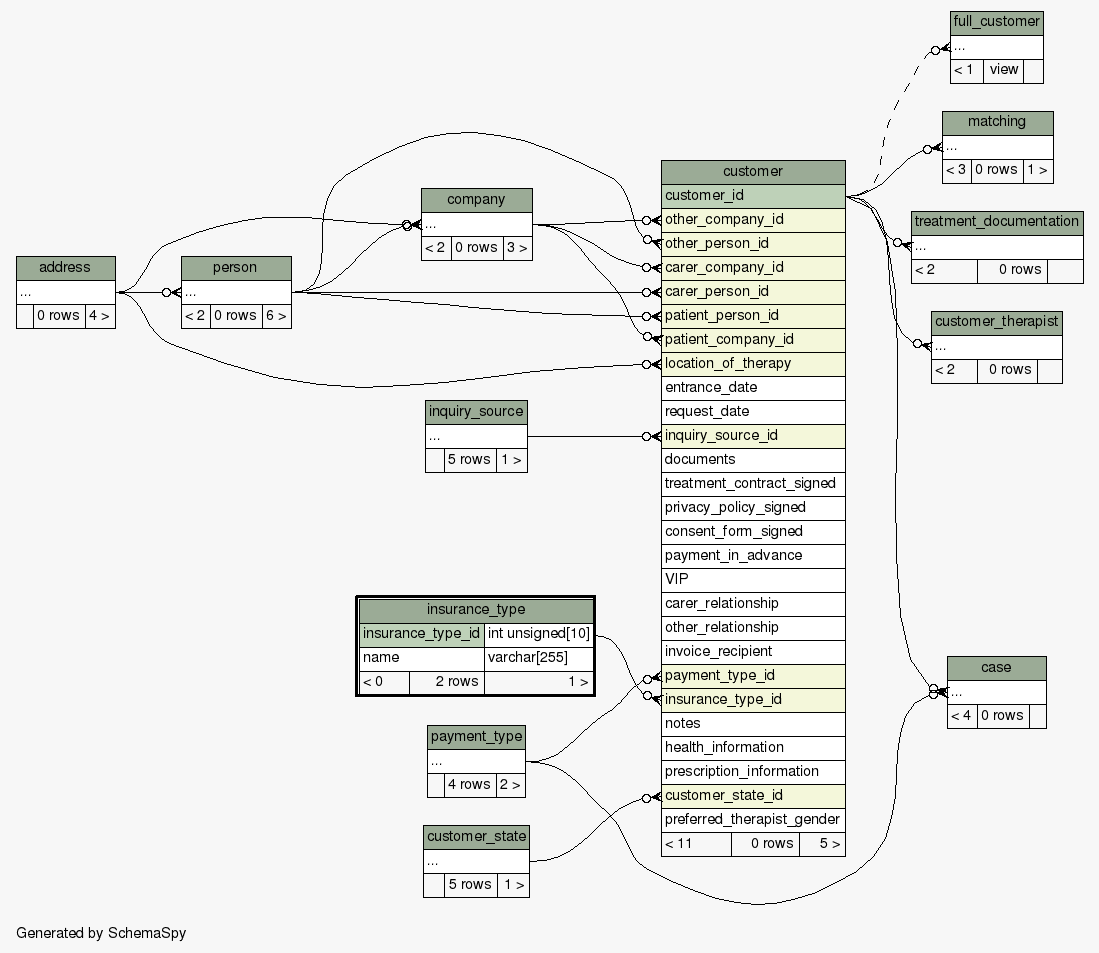 full_customer
...
< 1 view
matching
...
< 3 0 rows 1 >
customer
customer_id
other_company_id
other_person_id
carer_company_id
carer_person_id
patient_person_id
patient_company_id
location_of_therapy
entrance_date
request_date
inquiry_source_id
documents
treatment_contract_signed
privacy_policy_signed
consent_form_signed
payment_in_advance
VIP
carer_relationship
other_relationship
invoice_recipient
payment_type_id
insurance_type_id
notes
health_information
prescription_information
customer_state_id
preferred_therapist_gender
< 11 0 rows 5 >
company
...
< 2 0 rows 3 >
treatment_documentation
...
< 2 0 rows
address
...
0 rows 4 >
person
...
< 2 0 rows 6 >
customer_therapist
...
< 2 0 rows
inquiry_source
...
5 rows 1 >
insurance_type
insurance_type_id int unsigned[10]
name varchar[255]
< 0 2 rows 1 >
case
...
< 4 0 rows
payment_type
...
4 rows 2 >
customer_state
...
5 rows 1 >
Generated by SchemaSpy